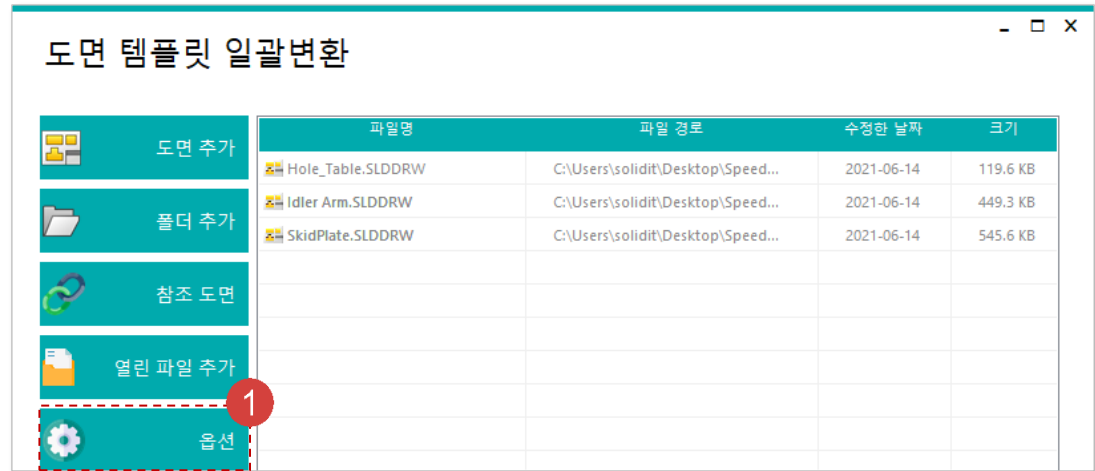 도면 템플릿 일괄변환
도면 추가
폴더 추가
참조 도면
열린 파일 추가
1
옵션
파일명 파일 경로 수정한 날짜 크기
Hole_Table.SLDDRW C:\Users\solidit\Desktop\Speed... 2021-06-14 119.6 KB
Idler Arm.SLDDRW C:\Users\solidit\Desktop\Speed... 2021-06-14 449.3 KB
SkidPlate.SLDDRW C:\Users\solidit\Desktop\Speed... 2021-06-14 545.6 KB